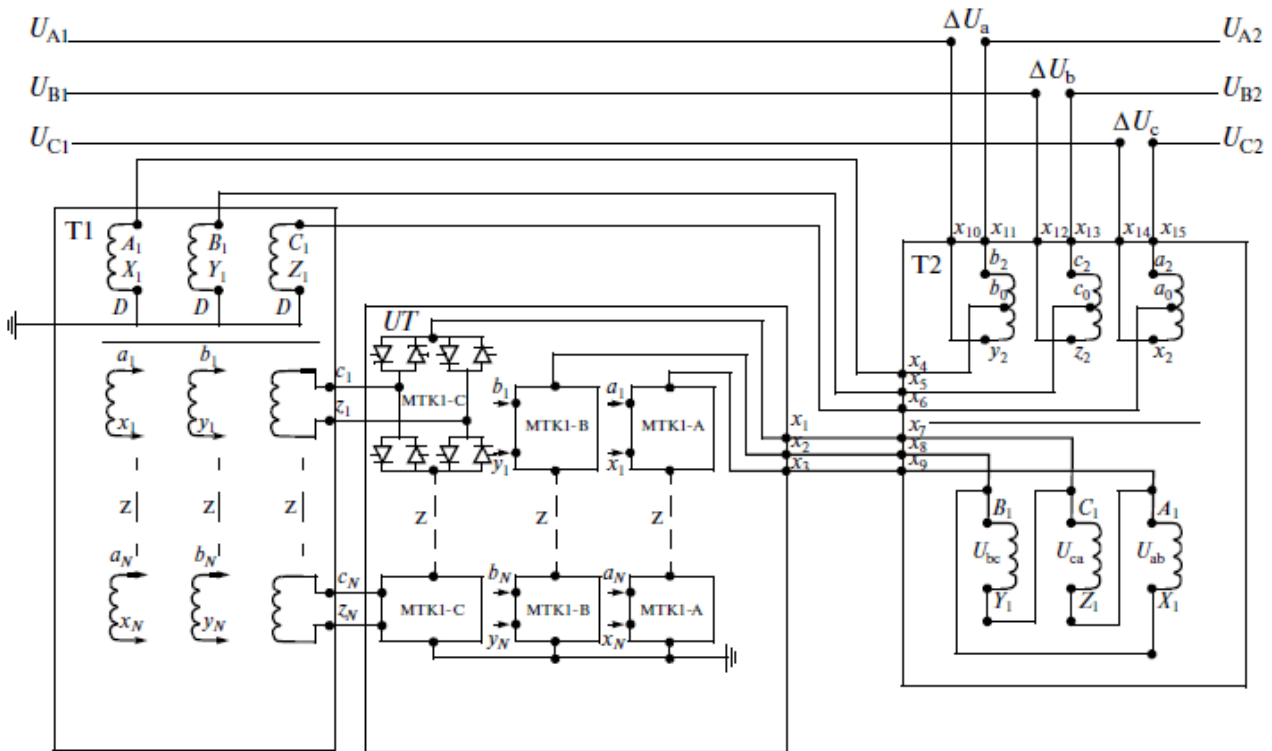 U_A1 ΔU_a U_A2
U_B1 ΔU_b U_B2
U_C1 ΔU_c U_C2
T1
A_1 B_1 C_1
X_1 Y_1 Z_1
D D D
x_10 x_11 x_12 x_13 x_14 x_15
T2
b_2 c_2 a_2
b_0 c_0 a_0
y_2 z_2 x_2
x_4
x_5
x_6
UT
a_1 b_1 c_1
x_1 y_1 z_1
MTK1-C
b_1 a_1
MTK1-B MTK1-A
y_1 x_1
x_1 x_7
x_2 x_8
x_3 x_9
z z z z z z
a_N b_N c_N
x_N y_N z_N
MTK1-C
b_N a_N
MTK1-B MTK1-A
y_N x_N
B_1 C_1 A_1
U_bc U_ca U_ab
Y_1 Z_1 X_1